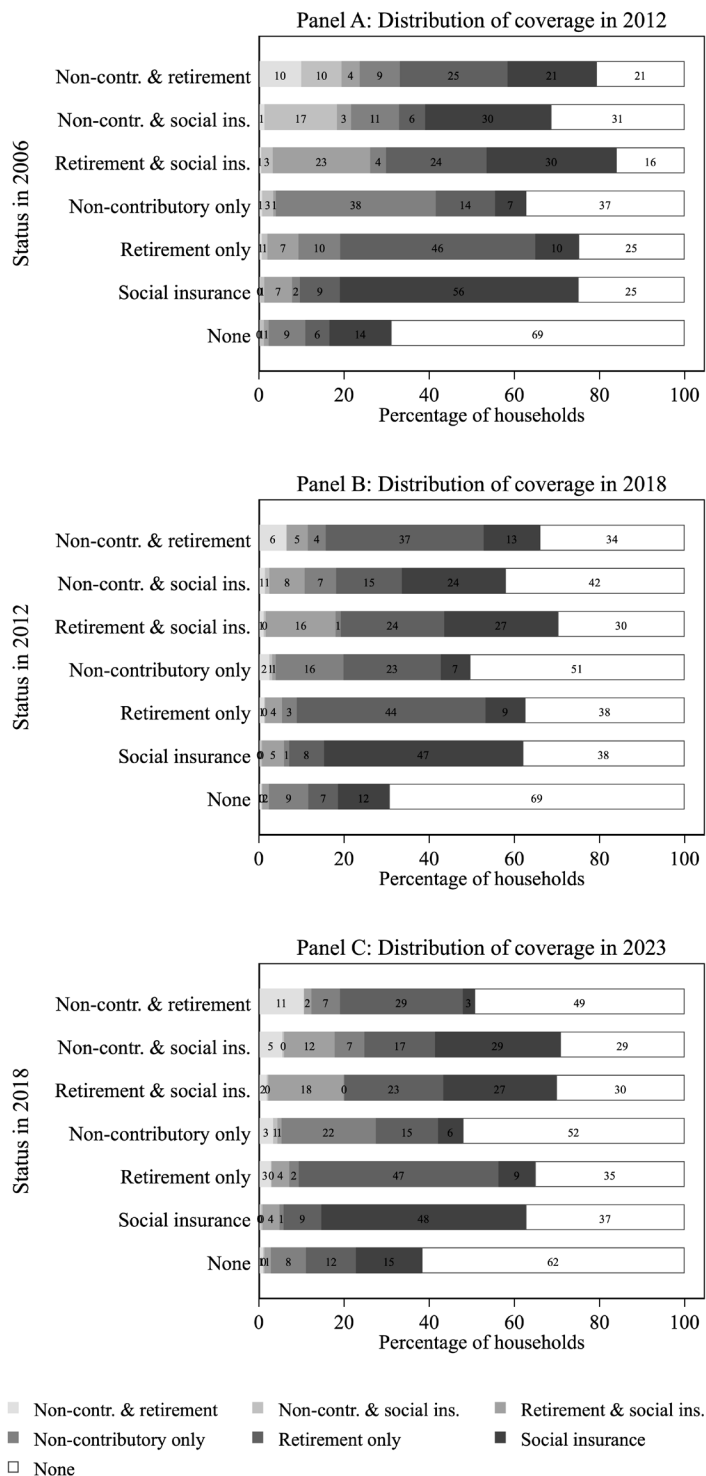 Panel A: Distribution of coverage in 2012
Status in 2006
Non-contr. & retirement 10 10 4 9 25 21 21
Non-contr. & social ins. 1 17 3 11 6 30 31
Retirement & social ins. 1 3 23 4 24 30 16
Non-contributory only 1 3 1 38 14 7 37
Retirement only 1 1 7 10 46 10 25
Social insurance 0 1 7 2 9 56 25
None 0 1 1 9 6 14 69
0 20 40 60 80 100
Percentage of households
Panel B: Distribution of coverage in 2018
Status in 2012
Non-contr. & retirement 6 5 4 37 13 34
Non-contr. & social ins. 1 1 8 7 15 24 42
Retirement & social ins. 1 0 16 1 24 27 30
Non-contributory only 2 1 1 16 23 7 51
Retirement only 1 0 4 3 44 9 38
Social insurance 0 0 5 1 8 47 38
None 0 1 2 9 7 12 69
0 20 40 60 80 100
Percentage of households
Panel C: Distribution of coverage in 2023
Status in 2018
Non-contr. & retirement 11 2 7 29 3 49
Non-contr. & social ins. 5 0 12 7 17 29 29
Retirement & social ins. 2 0 18 0 23 27 30
Non-contributory only 3 1 1 22 15 6 52
Retirement only 3 0 4 2 47 9 35
Social insurance 0 0 4 1 9 48 37
None 1 0 1 8 12 15 62
0 20 40 60 80 100
Percentage of households
Non-contr. & retirement Non-contr. & social ins. Retirement & social ins.
Non-contributory only Retirement only Social insurance
None